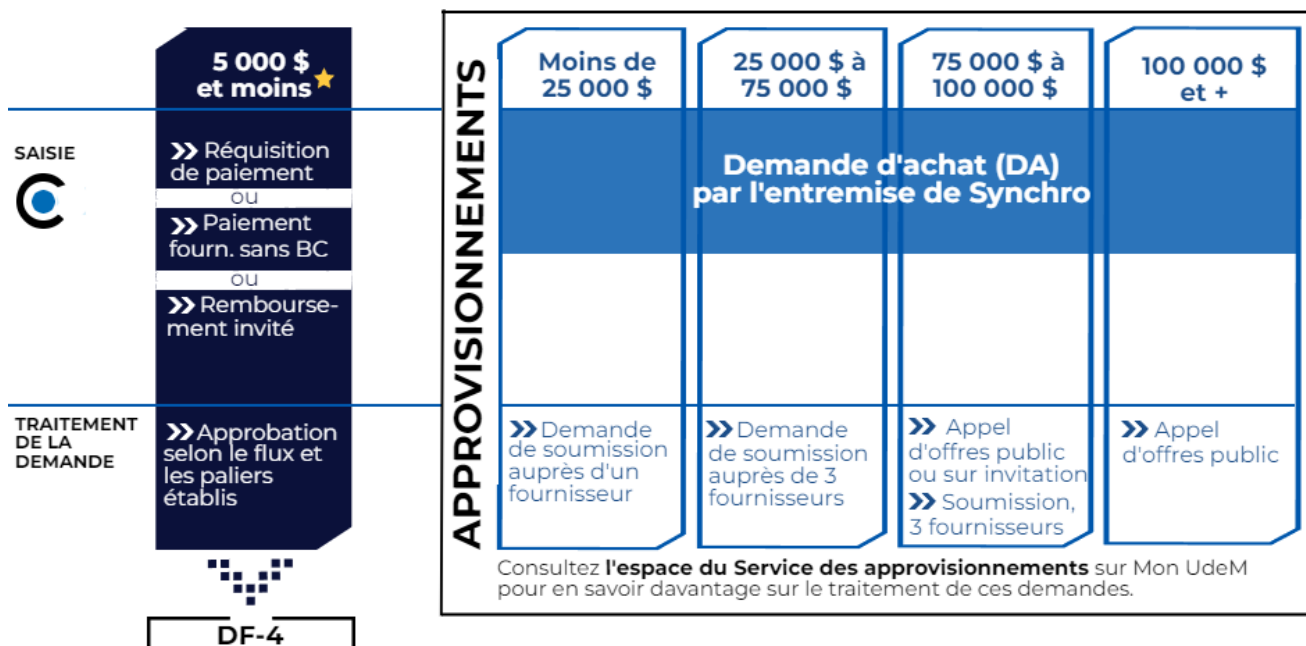 5 000 $
et moins
SAISIE
Réquisition
de paiement
ou
Paiement
fourn. sans BC
ou
Rembourse-
ment invité
TRAITEMENT
DE LA
DEMANDE
Approbation
selon le flux et
les paliers
établis
DF-4
APPROVISIONNEMENTS
Moins de
25 000 $
25 000 $ à
75 000 $
75 000 $ à
100 000 $
100 000 $
et +
Demande d'achat (DA)
par l'entremise de Synchro
Demande
de soumission
auprès d'un
fournisseur
Demande
de soumission
auprès de 3
fournisseurs
Appel
d'offres public
ou sur invitation
Soumission,
3 fournisseurs
Appel
d'offres public
Consultez l'espace du Service des approvisionnements sur Mon UdeM
pour en savoir davantage sur le traitement de ces demandes.